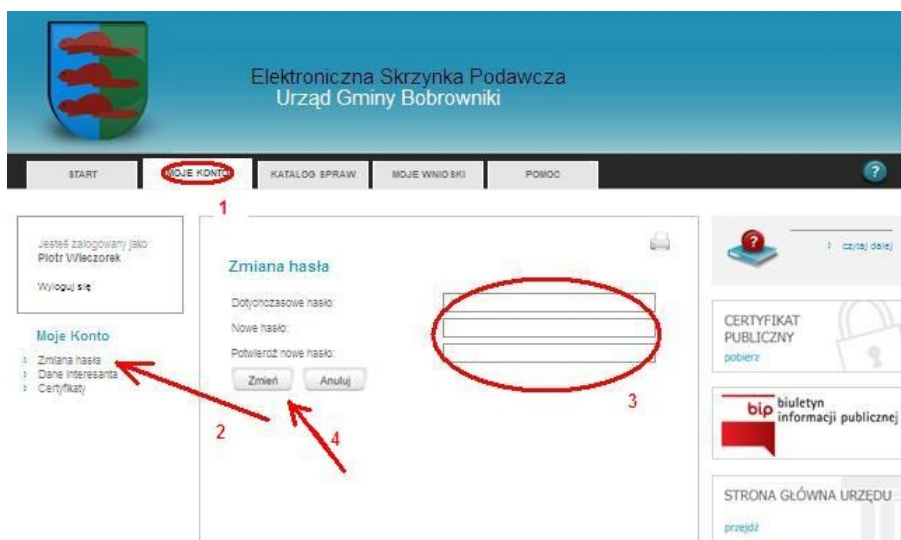 Elektroniczna Skrzynka Podawcza
Urząd Gminy Bobrowniki
START
MOJE KONTO
KATALOG SPRAW
MOJE WNIOSKI
POMOC
?
1
Jesteś zalogowany jako
Piotr Wieczorek
Wyloguj się
Moje Konto
Zmiana hasła
Dane interesanta
Certyfikaty
2
Zmiana hasła
Dotychczasowe hasło:
Nowe hasło:
Potwierdź nowe hasło:
Zmień
Anuluj
3
4
?
czytaj dalej
CERTYFIKAT
PUBLICZNY
pobierz
bip biuletyn
informacji publicznej
STRONA GŁÓWNA URZĘDU
przejdź